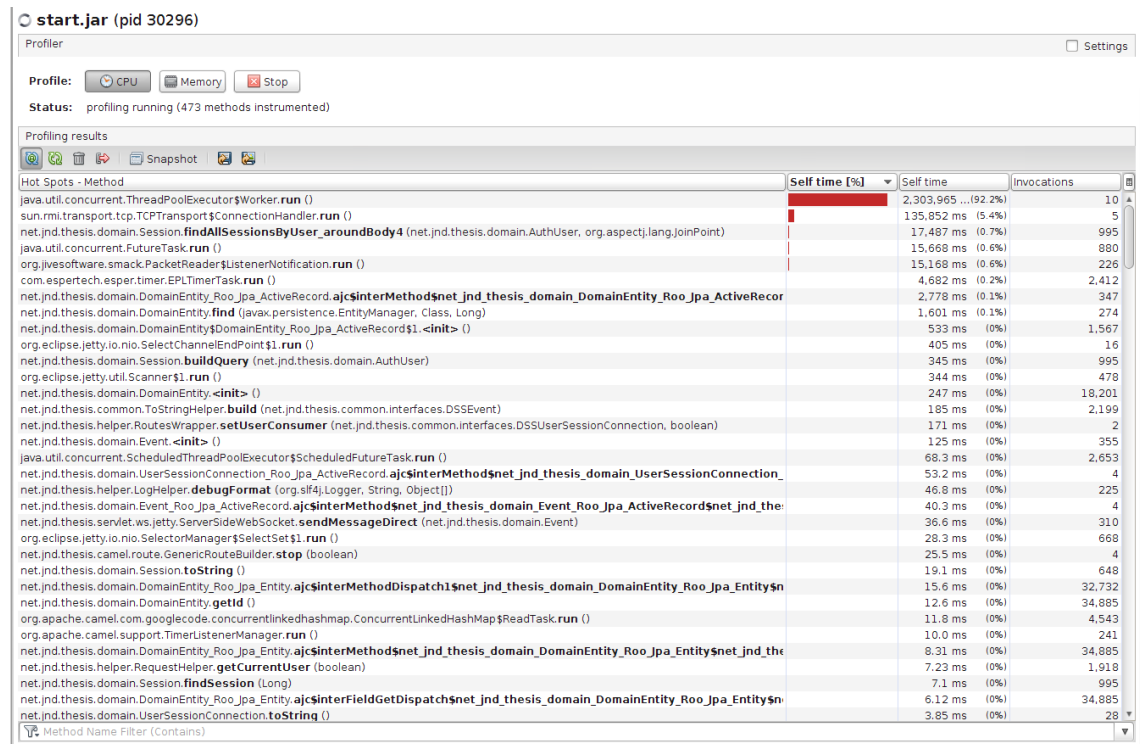 start.jar (pid 30296)
Profiler
Settings
Profile: CPU Memory Stop
Status: profiling running (473 methods instrumented)
Profiling results
Snapshot
Hot Spots - Method Self time [%] Self time Invocations
java.util.concurrent.ThreadPoolExecutor$Worker.run () 2,303,965 ...(92.2%) 10
sun.rmi.transport.tcp.TCPTransport$ConnectionHandler.run () 135,852 ms (5.4%) 5
net.jnd.thesis.domain.Session.findAllSessionsByUser_aroundBody4 (net.jnd.thesis.domain.AuthUser, org.aspectj.lang.JoinPoint) 17,487 ms (0.7%) 995
java.util.concurrent.FutureTask.run () 15,668 ms (0.6%) 880
org.jivesoftware.smack.PacketReader$ListenerNotification.run () 15,168 ms (0.6%) 226
com.espertech.esper.timer.EPLTimerTask.run () 4,682 ms (0.2%) 2,412
net.jnd.thesis.domain.DomainEntity_Roo_Jpa_ActiveRecord.ajc$interMethod$net_jnd_thesis_domain_DomainEntity_Roo_Jpa_ActiveRecor 2,778 ms (0.1%) 347
net.jnd.thesis.domain.DomainEntity.find (javax.persistence.EntityManager, Class, Long) 1,601 ms (0.1%) 274
net.jnd.thesis.domain.DomainEntity$DomainEntity_Roo_Jpa_ActiveRecord$1.<init> () 533 ms (0%) 1,567
org.eclipse.jetty.io.nio.SelectChannelEndPoint$1.run () 405 ms (0%) 16
net.jnd.thesis.domain.Session.buildQuery (net.jnd.thesis.domain.AuthUser) 345 ms (0%) 995
org.eclipse.jetty.util.Scanner$1.run () 344 ms (0%) 478
net.jnd.thesis.domain.DomainEntity.<init> () 247 ms (0%) 18,201
net.jnd.thesis.common.ToStringHelper.build (net.jnd.thesis.common.interfaces.DSSEvent) 185 ms (0%) 2,199
net.jnd.thesis.helper.RoutesWrapper.setUserConsumer (net.jnd.thesis.common.interfaces.DSSUserSessionConnection, boolean) 171 ms (0%) 2
net.jnd.thesis.domain.Event.<init> () 125 ms (0%) 355
java.util.concurrent.ScheduledThreadPoolExecutor$ScheduledFutureTask.run () 68.3 ms (0%) 2,653
net.jnd.thesis.domain.UserSessionConnection_Roo_Jpa_ActiveRecord.ajc$interMethod$net_jnd_thesis_domain_UserSessionConnection_ 53.2 ms (0%) 4
net.jnd.thesis.helper.LogHelper.debugFormat (org.slf4j.Logger, String, Object[]) 46.8 ms (0%) 225
net.jnd.thesis.domain.Event_Roo_Jpa_ActiveRecord.ajc$interMethod$net_jnd_thesis_domain_Event_Roo_Jpa_ActiveRecord$net_jnd_the 40.3 ms (0%) 4
net.jnd.thesis.servlet.ws.jetty.ServerSideWebSocket.sendMessageDirect (net.jnd.thesis.domain.Event) 36.6 ms (0%) 310
org.eclipse.jetty.io.nio.SelectorManager$SelectSet$1.run () 28.3 ms (0%) 668
net.jnd.thesis.camel.route.GenericRouteBuilder.stop (boolean) 25.5 ms (0%) 4
net.jnd.thesis.domain.Session.toString () 19.1 ms (0%) 648
net.jnd.thesis.domain.DomainEntity_Roo_Jpa_Entity.ajc$interMethodDispatch1$net_jnd_thesis_domain_DomainEntity_Roo_Jpa_Entity$n 15.6 ms (0%) 32,732
net.jnd.thesis.domain.DomainEntity.getId () 12.6 ms (0%) 34,885
org.apache.camel.com.googlecode.concurrentlinkedhashmap.ConcurrentLinkedHashMap$ReadTask.run () 11.8 ms (0%) 4,543
org.apache.camel.support.TimerListenerManager.run () 10.0 ms (0%) 241
net.jnd.thesis.domain.DomainEntity_Roo_Jpa_Entity.ajc$interMethod$net_jnd_thesis_domain_DomainEntity_Roo_Jpa_Entity$net_jnd_the 8.31 ms (0%) 34,885
net.jnd.thesis.helper.RequestHelper.getCurrentUser (boolean) 7.23 ms (0%) 1,918
net.jnd.thesis.domain.Session.findSession (Long) 7.1 ms (0%) 995
net.jnd.thesis.domain.DomainEntity_Roo_Jpa_Entity.ajc$interFieldGetDispatch$net_jnd_thesis_domain_DomainEntity_Roo_Jpa_Entity$n 6.12 ms (0%) 34,885
net.jnd.thesis.domain.UserSessionConnection.toString () 3.85 ms (0%) 28
Method Name Filter (Contains)